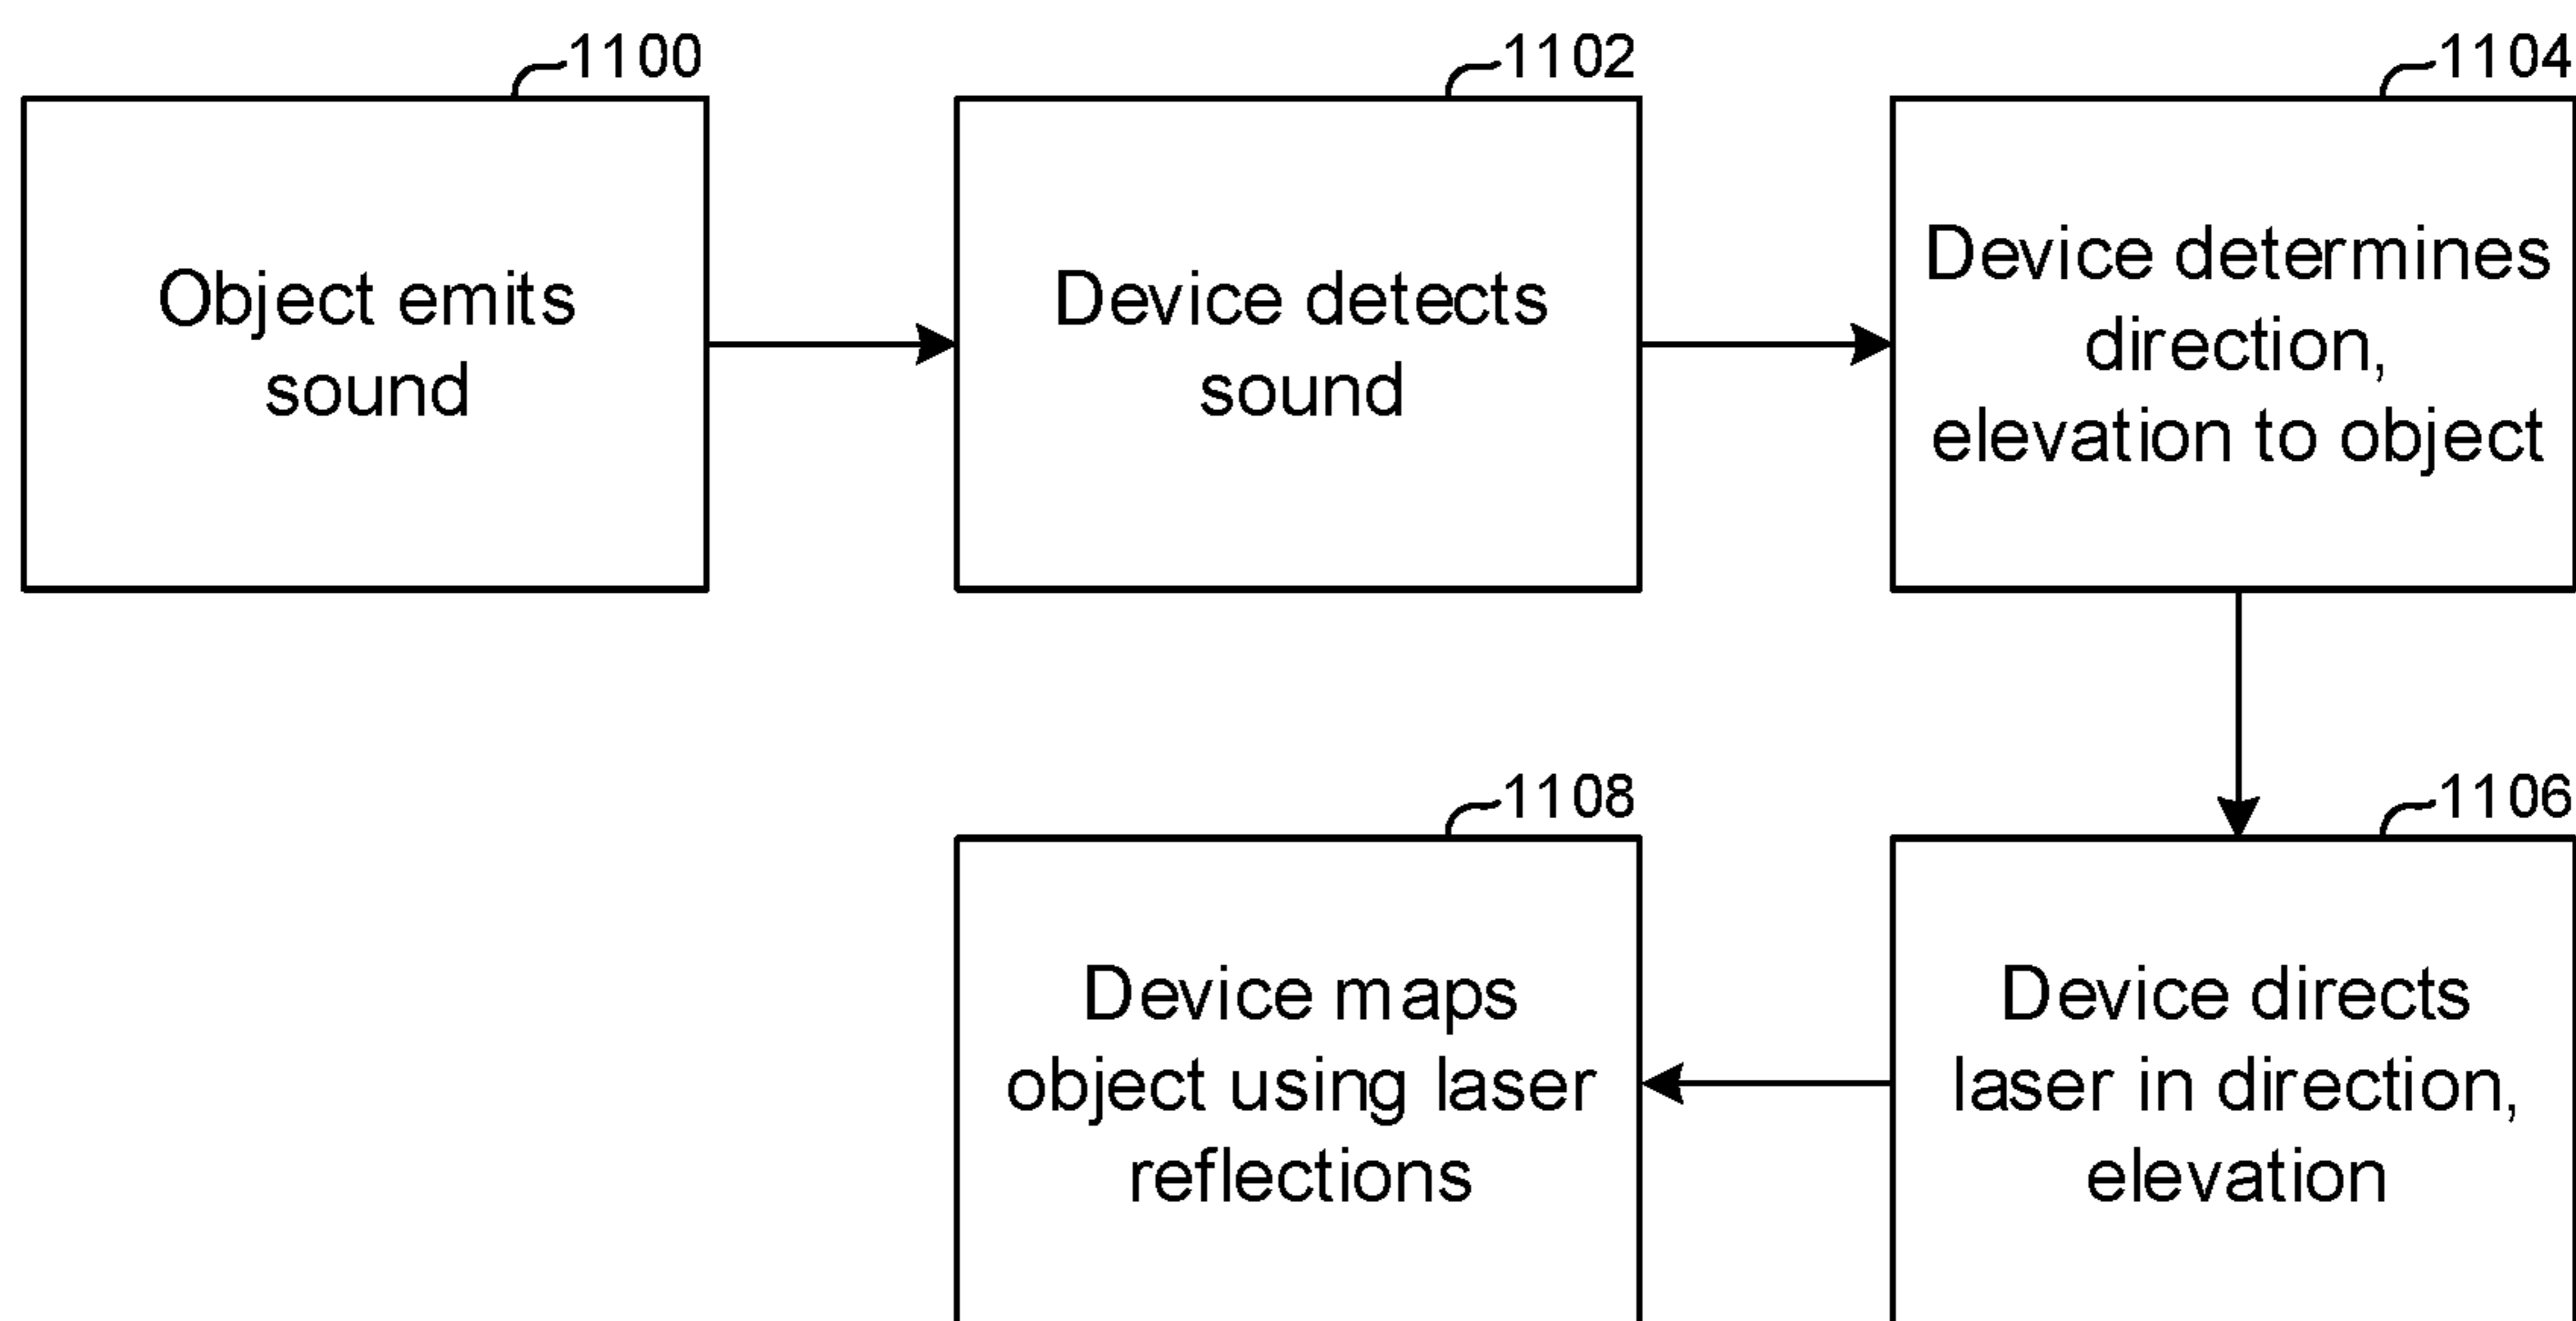 1100
Object emits
sound
1102
Device detects
sound
1104
Device determines
direction,
elevation to object
1106
Device directs
laser in direction,
elevation
1108
Device maps
object using laser
reflections